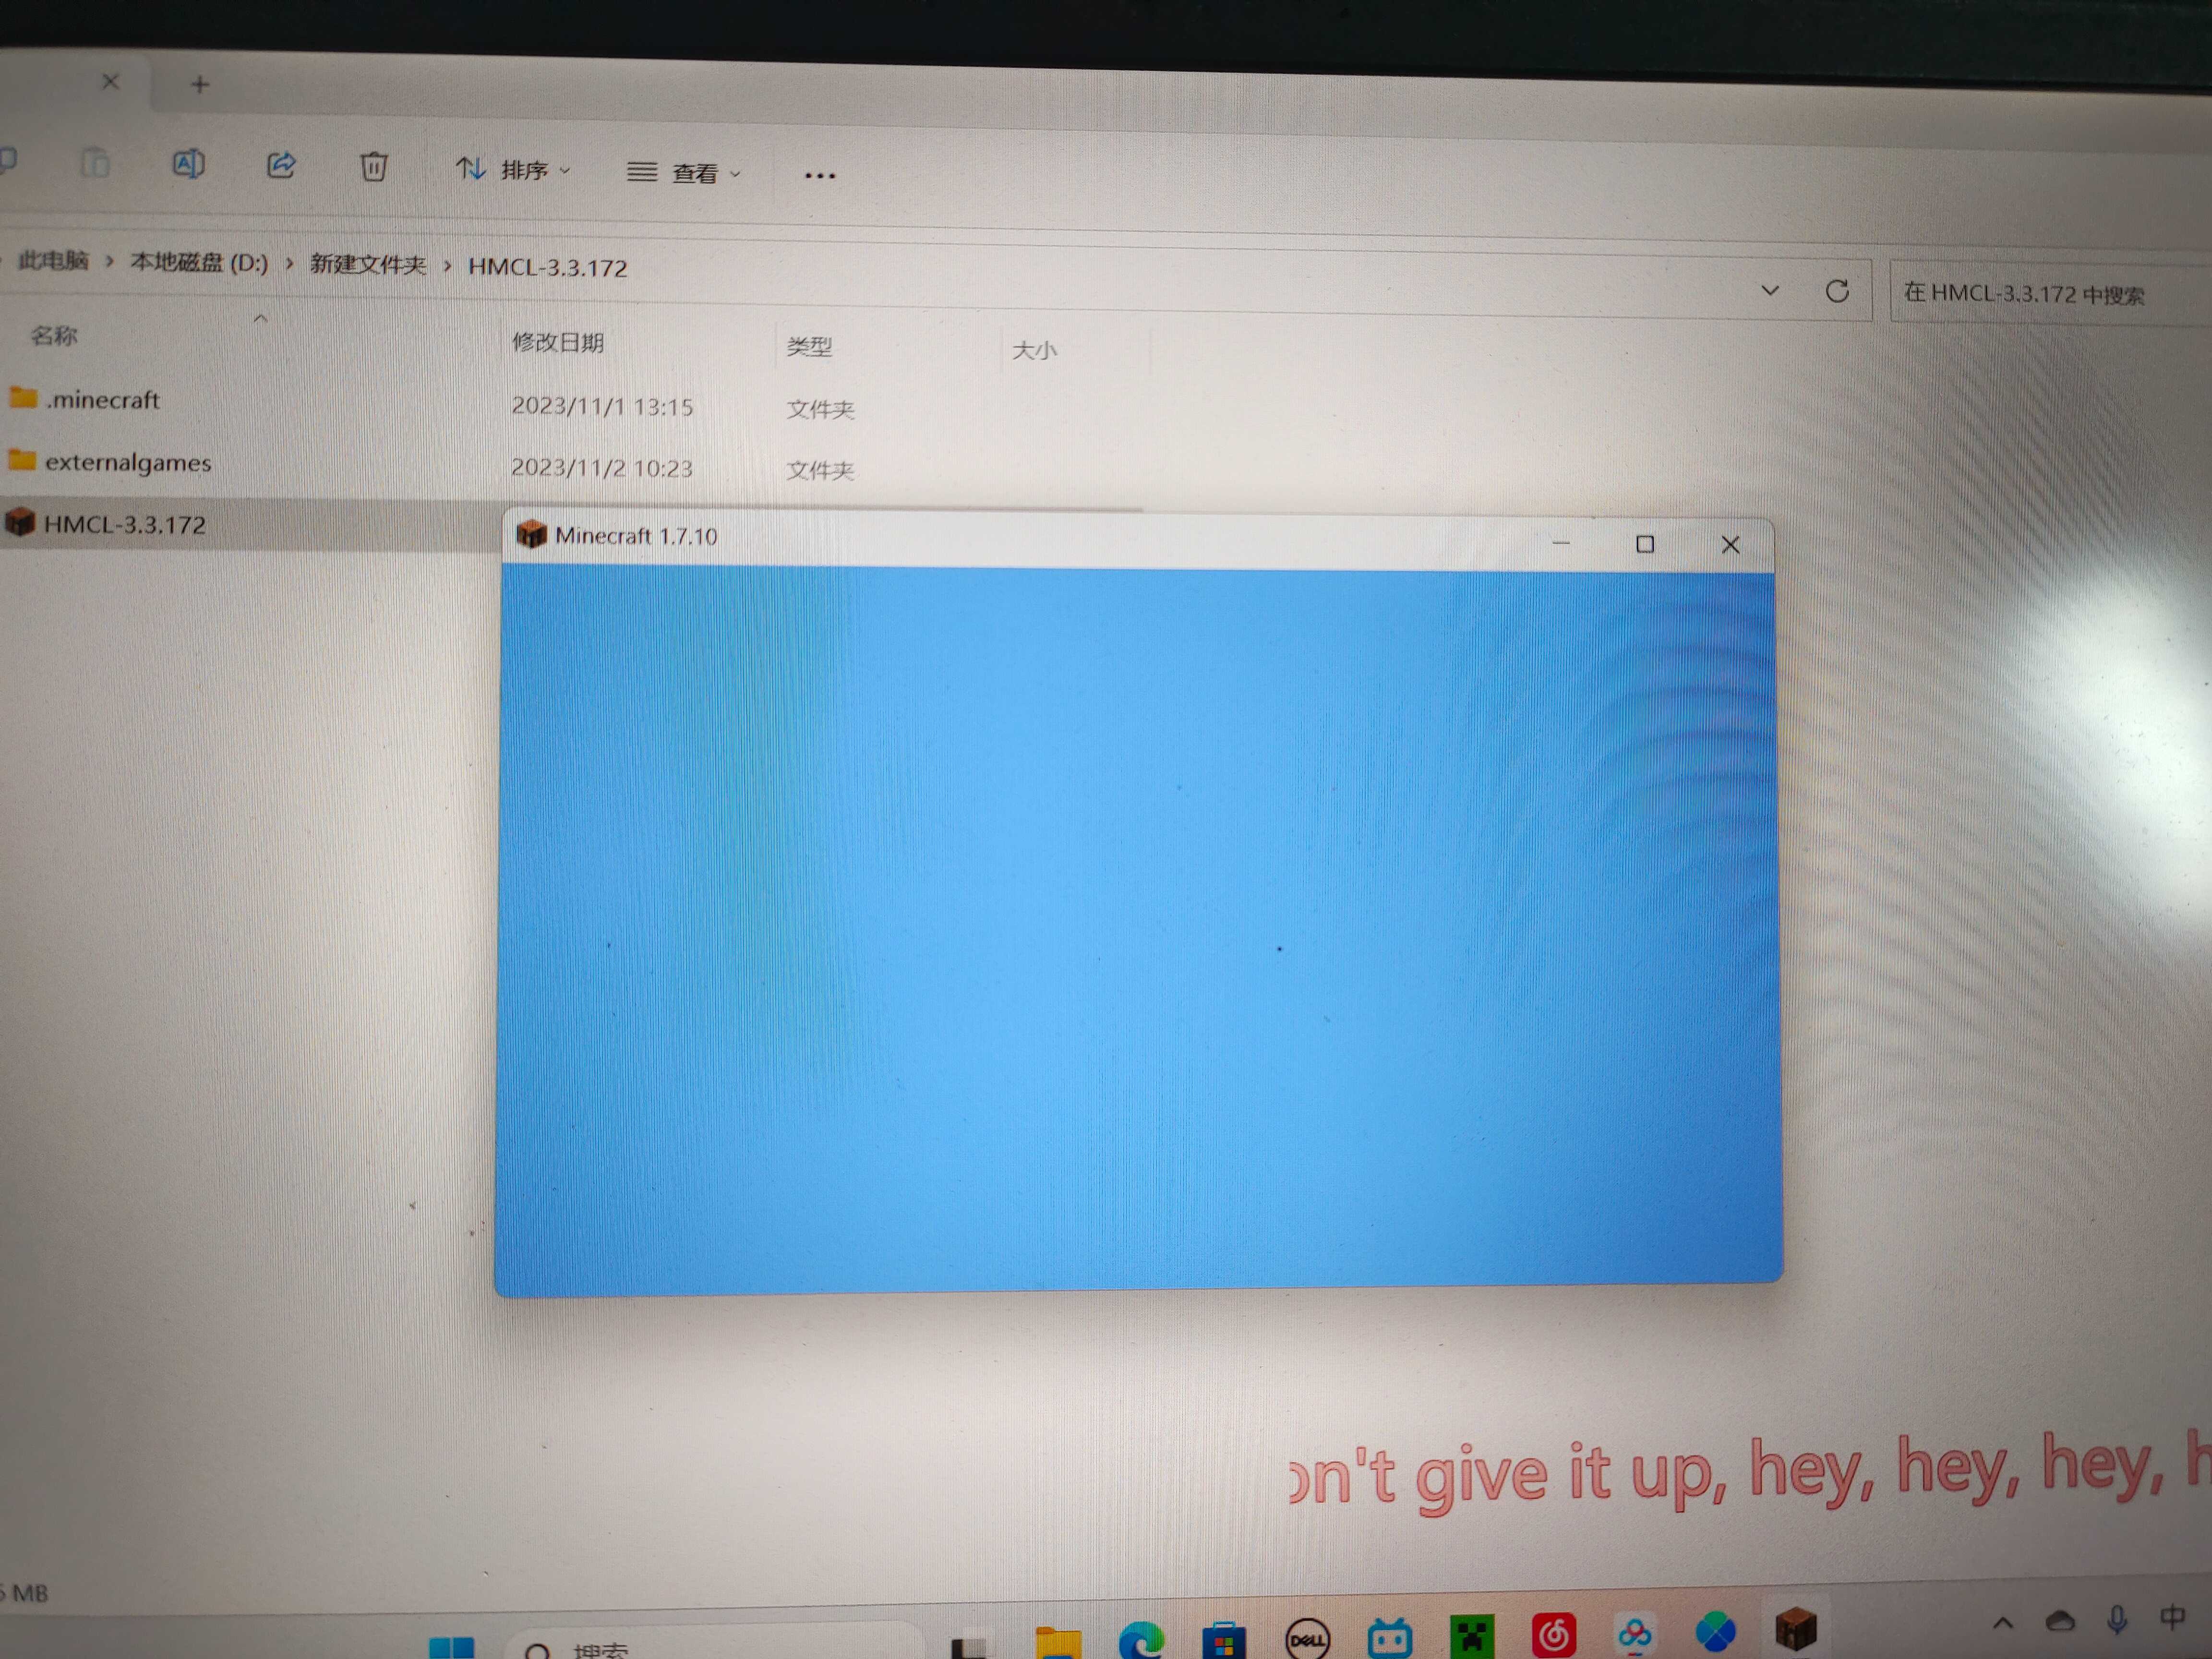 排序
查看
此电脑 > 本地磁盘 (D:) > 新建文件夹 > HMCL-3.3.172
在 HMCL-3.3.172 中搜索
名称 修改日期 类型 大小
.minecraft 2023/11/1 13:15 文件夹
externalgames 2023/11/2 10:23 文件夹
HMCL-3.3.172
Minecraft 1.7.10
on't give it up, hey, hey, hey, h
MB
搜索
DELL
中